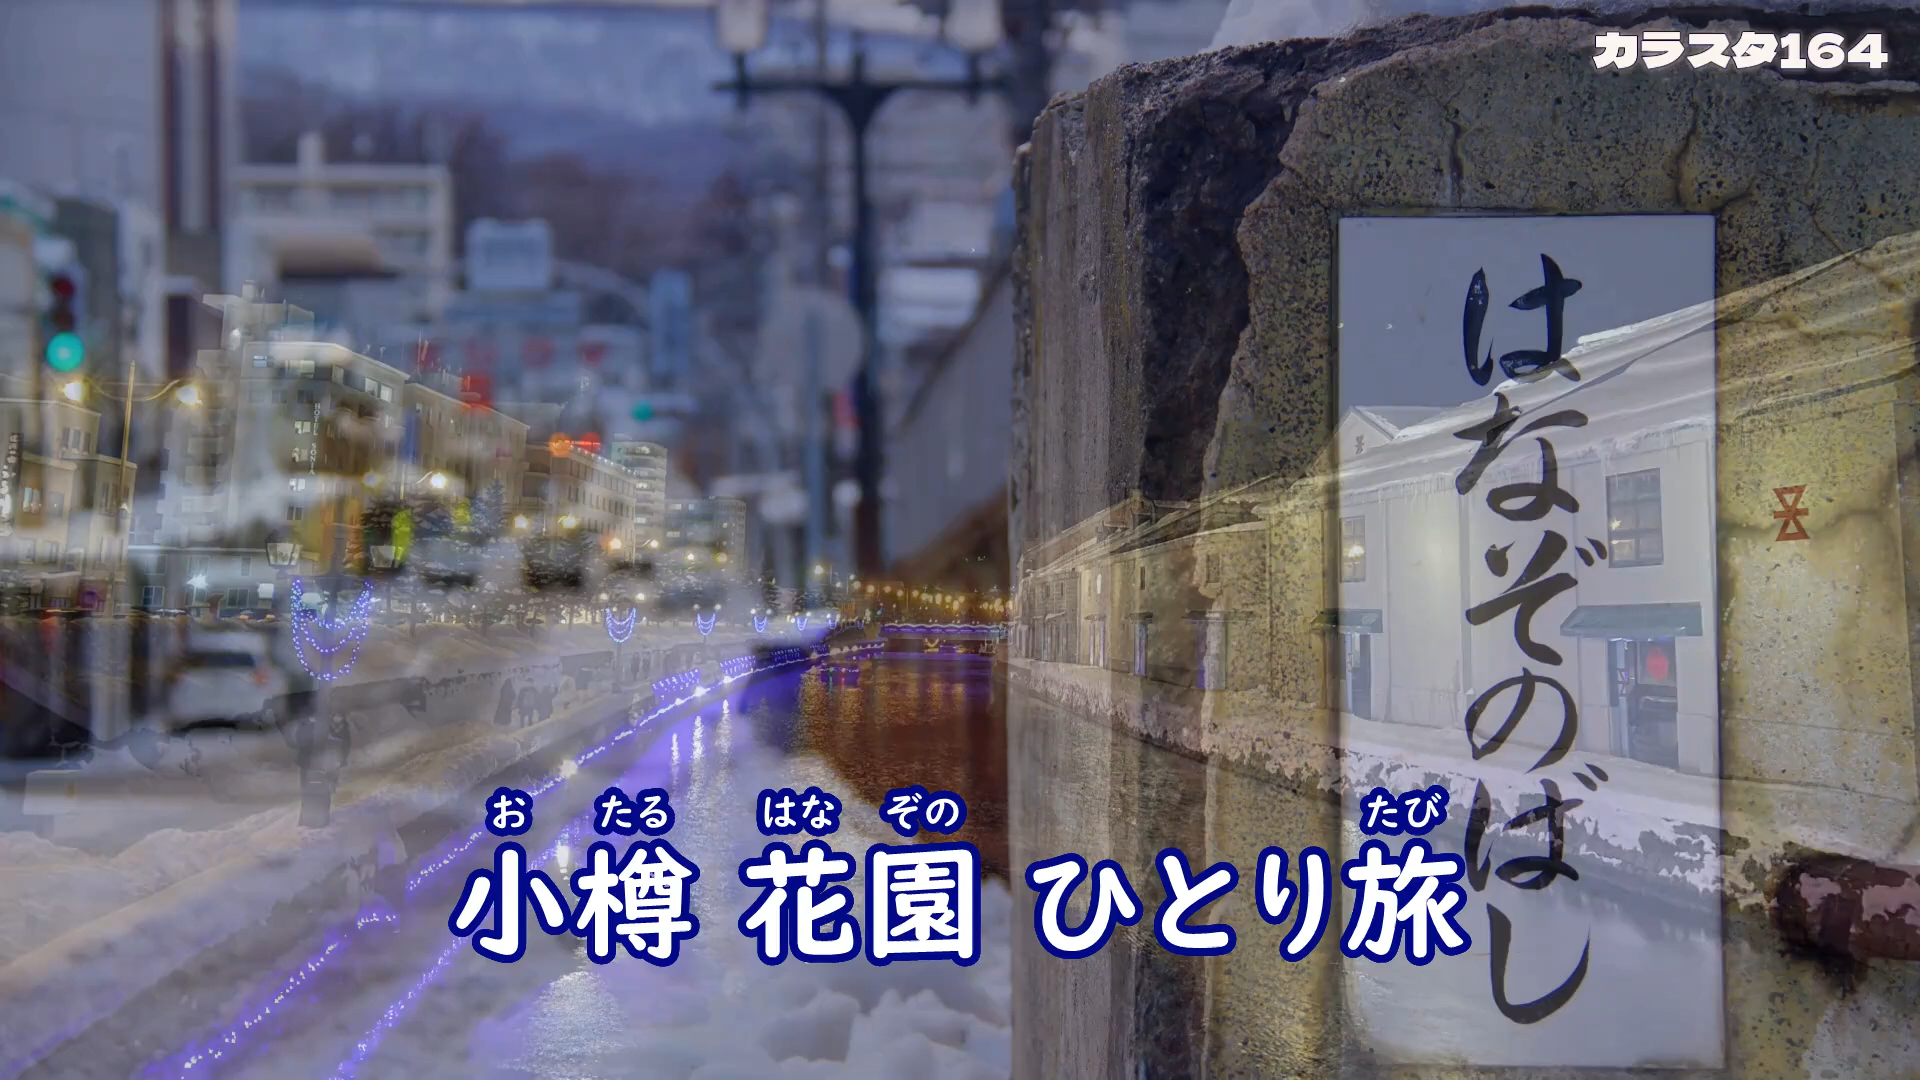 カラスタ164
はなぞのばし
お たる はな ぞの たび
小樽 花園 ひとり旅